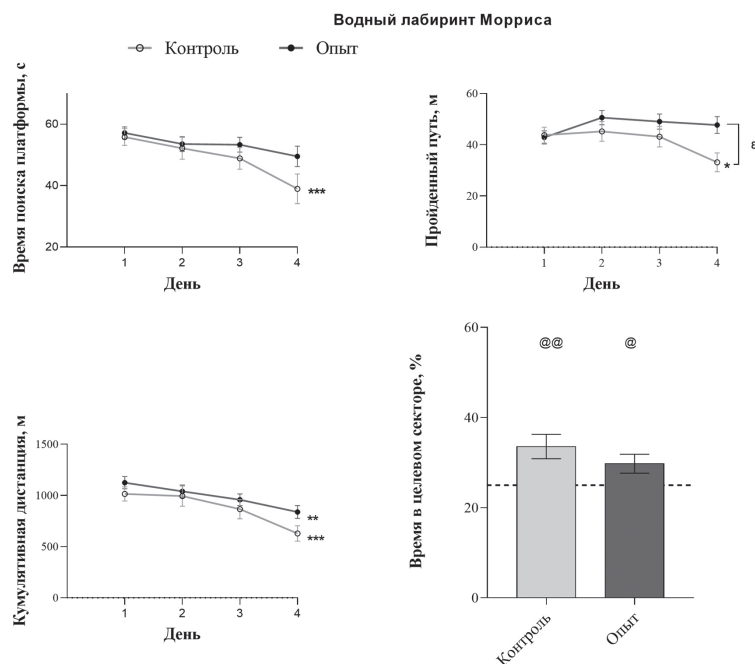 Водный лабиринт Морриса
Контроль Опыт
Время поиска платформы, с
60
40
20
***
1 2 3 4
День
Пройденный путь, м
60
40
20
0
*
1 2 3 4
День
Кумулятивная дистанция, м
1500
1000
500
0
**
***
1 2 3 4
День
Время в целевом секторе, %
60
40
20
0
@@ @
Контроль Опыт